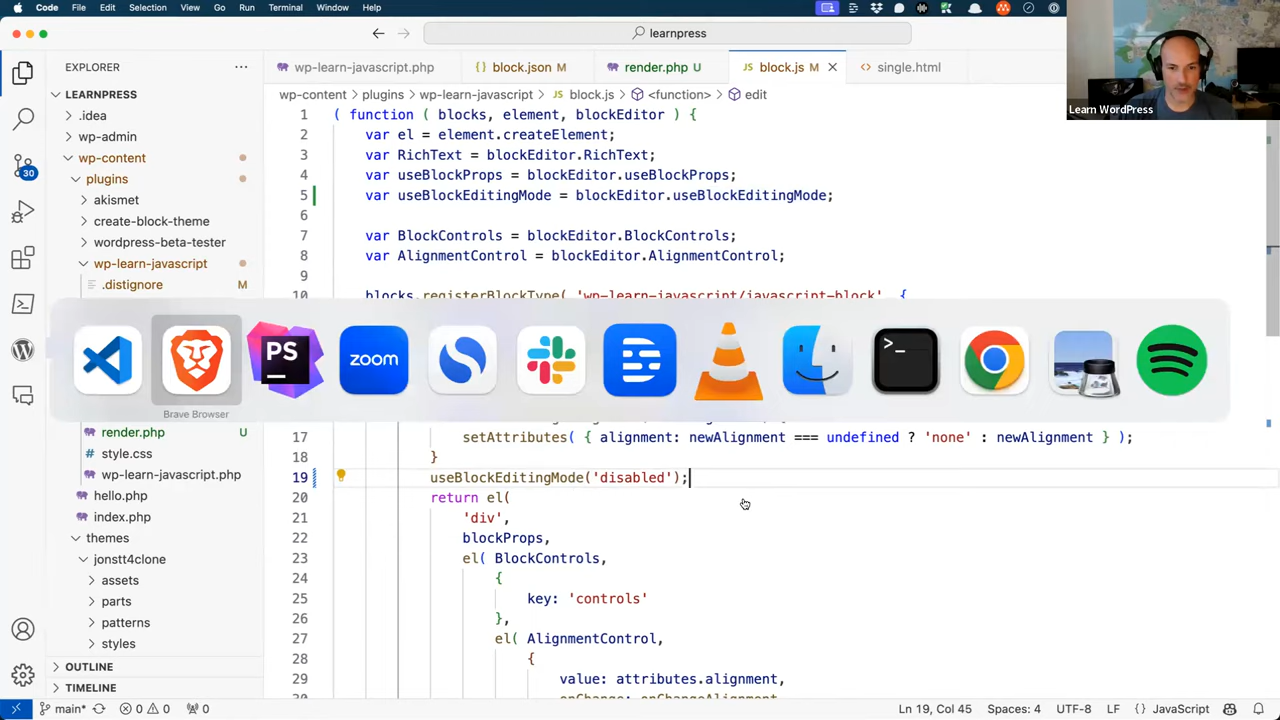 Code File Edit Selection View Go Run Terminal Window Help
learnpress
Learn WordPress
EXPLORER
wp-learn-javascript.php
block.json M
render.php U
block.js M
single.html
wp-content > plugins > wp-learn-javascript > block.js > <function> > edit
LEARNPRESS
.idea
wp-admin
wp-content
plugins
akismet
create-block-theme
wordpress-beta-tester
wp-learn-javascript
.distignore M
render.php U
style.css
wp-learn-javascript.php
hello.php
index.php
themes
jonstt4clone
assets
parts
patterns
styles
OUTLINE
TIMELINE
30
1 ( function ( blocks, element, blockEditor ) {
2 var el = element.createElement;
3 var RichText = blockEditor.RichText;
4 var useBlockProps = blockEditor.useBlockProps;
5 var useBlockEditingMode = blockEditor.useBlockEditingMode;
6
7 var BlockControls = blockEditor.BlockControls;
8 var AlignmentControl = blockEditor.AlignmentControl;
9
10 blocks.registerBlockType( 'wp-learn-javascript/javascript-block', {
PS
zoom
Brave Browser
17 setAttributes( { alignment: newAlignment === undefined ? 'none' : newAlignment } );
18 }
19 useBlockEditingMode('disabled');
20 return el(
21 'div',
22 blockProps,
23 el( BlockControls,
24 {
25 key: 'controls'
26 },
27 el( AlignmentControl,
28 {
29 value: attributes.alignment,
30 onChange: onChangeAlignment
main* 0 0 0
Ln 19, Col 45 Spaces: 4 UTF-8 LF {} JavaScript